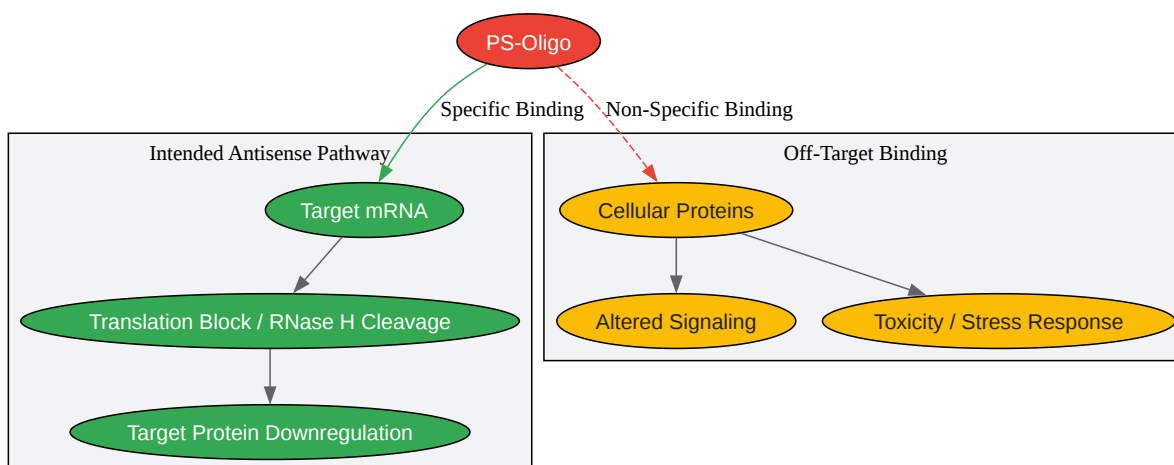 PS-Oligo
Specific Binding
Non-Specific Binding
Intended Antisense Pathway
Off-Target Binding
Target mRNA
Cellular Proteins
Translation Block / RNase H Cleavage
Altered Signaling
Toxicity / Stress Response
Target Protein Downregulation